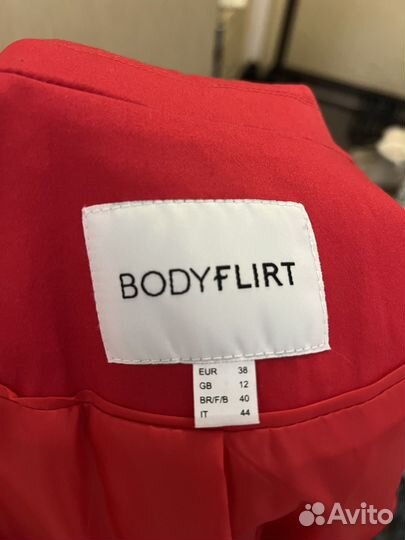 BODYFLIRT
EUR 38
GB 12
BR/F/B 40
IT 44
Avito